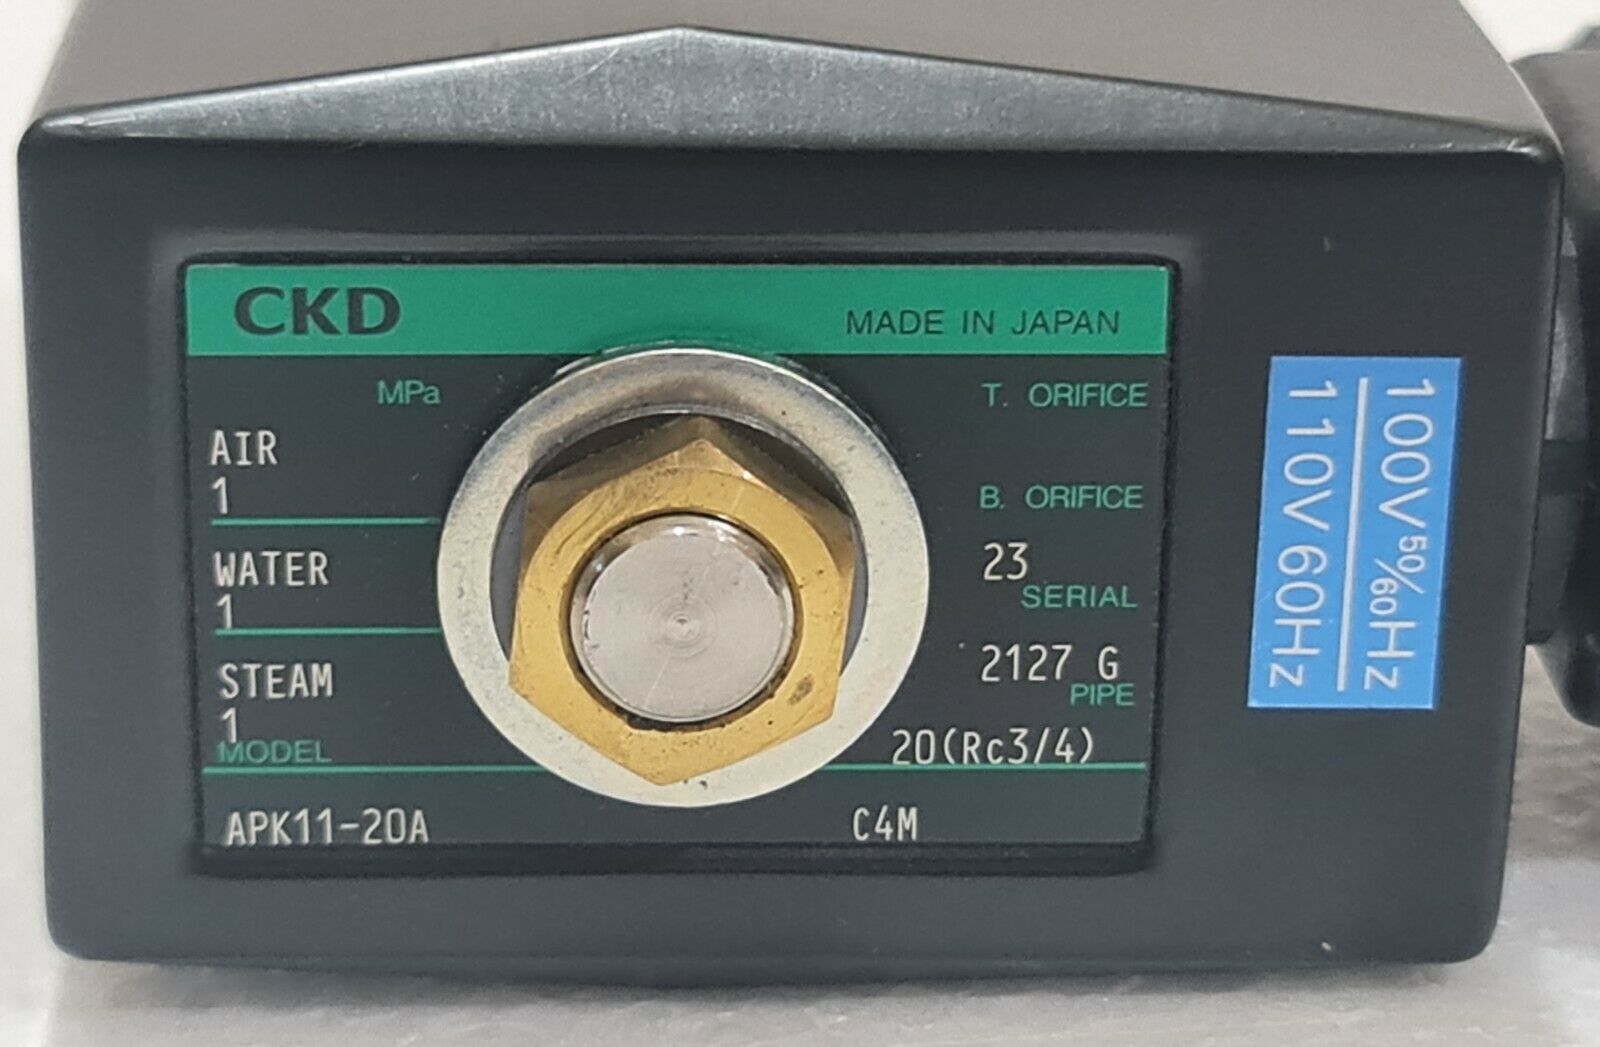 CKD
MADE IN JAPAN
MPa
T. ORIFICE
AIR
1
B. ORIFICE
WATER
1
23
SERIAL
STEAM
1
2127 G
PIPE
MODEL
20(Rc3/4)
APK11-20A
C4M
100V 50/60Hz
110V 60Hz